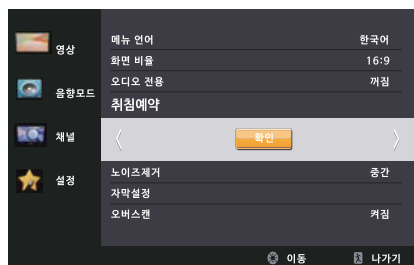 영상
음향모드
채널
설정
메뉴 언어 한국어
화면 비율 16:9
오디오 전용 꺼짐
취침예약
확인
노이즈제거 중간
자막설정
오버스캔 켜짐
이동 나가기